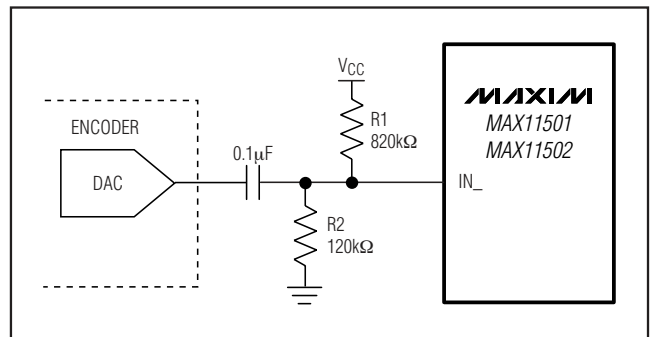 ENCODER
DAC
0.1μF
VCC
R1
820kΩ
R2
120kΩ
MAXIM
MAX11501
MAX11502
IN_